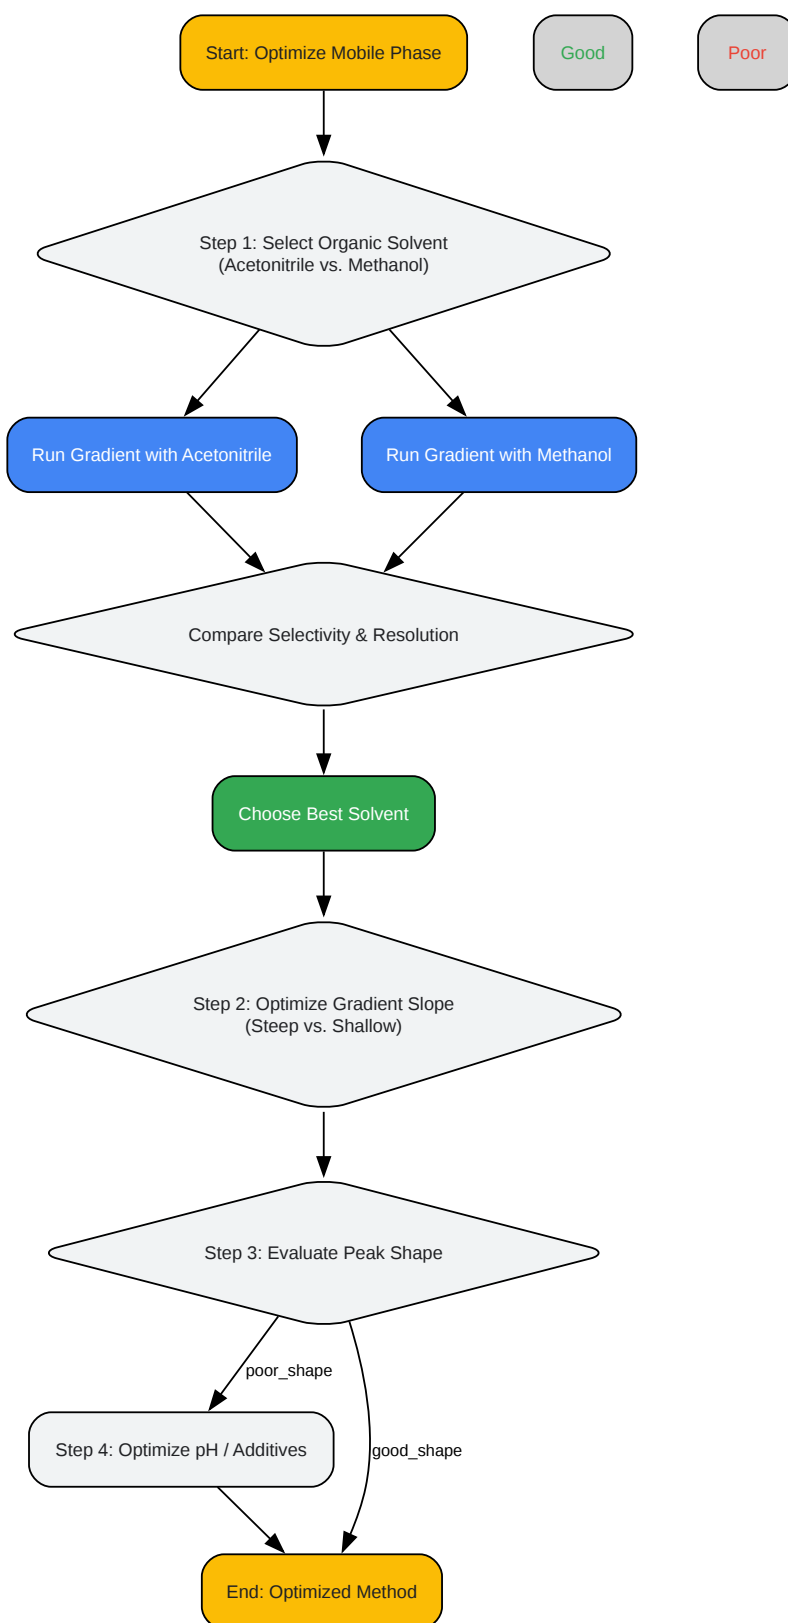 Start: Optimize Mobile Phase
Good
Poor
Step 1: Select Organic Solvent
(Acetonitrile vs. Methanol)
Run Gradient with Acetonitrile
Run Gradient with Methanol
Compare Selectivity & Resolution
Choose Best Solvent
Step 2: Optimize Gradient Slope
(Steep vs. Shallow)
Step 3: Evaluate Peak Shape
poor_shape
Step 4: Optimize pH / Additives
good_shape
End: Optimized Method